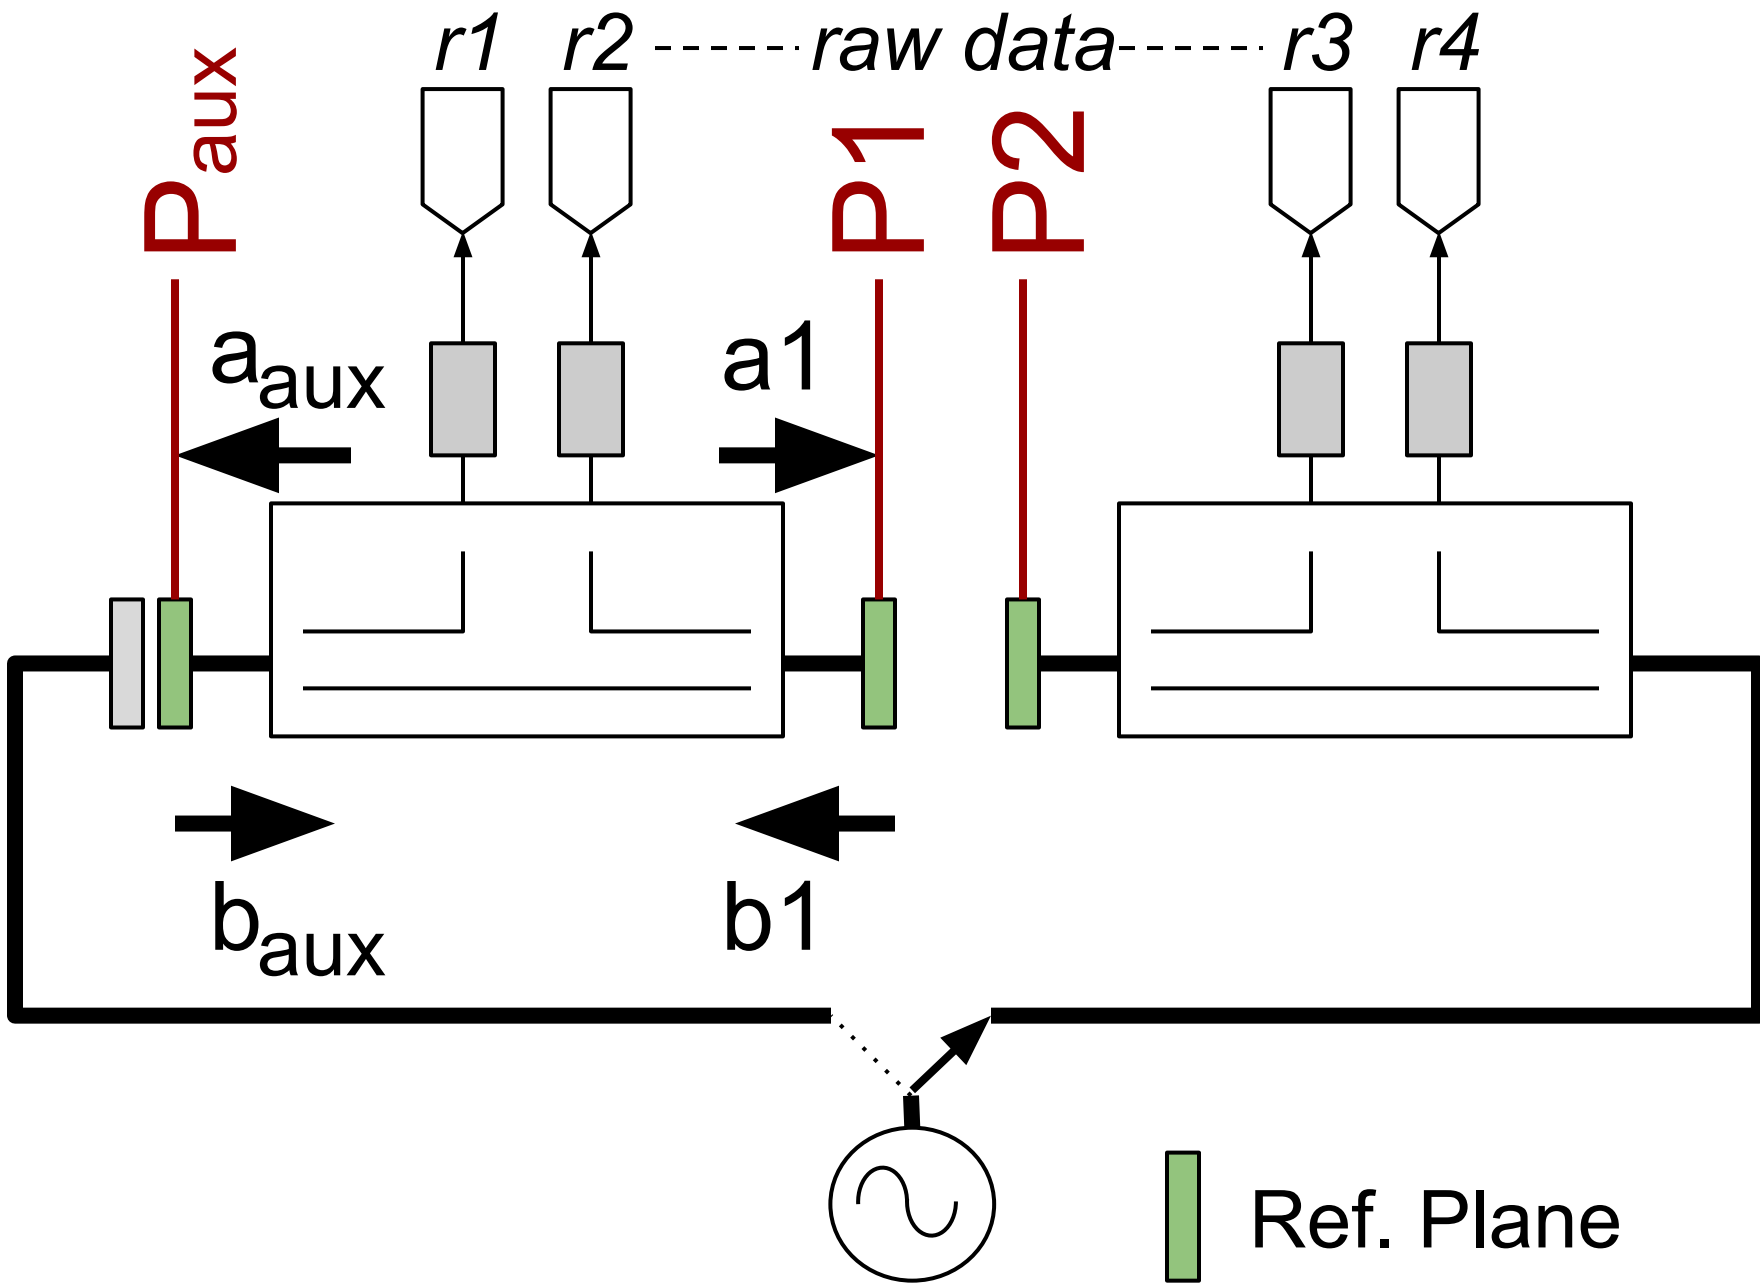 r1 r2 raw data r3 r4
Paux
P1
P2
aaux
a1
baux
b1
Ref. Plane